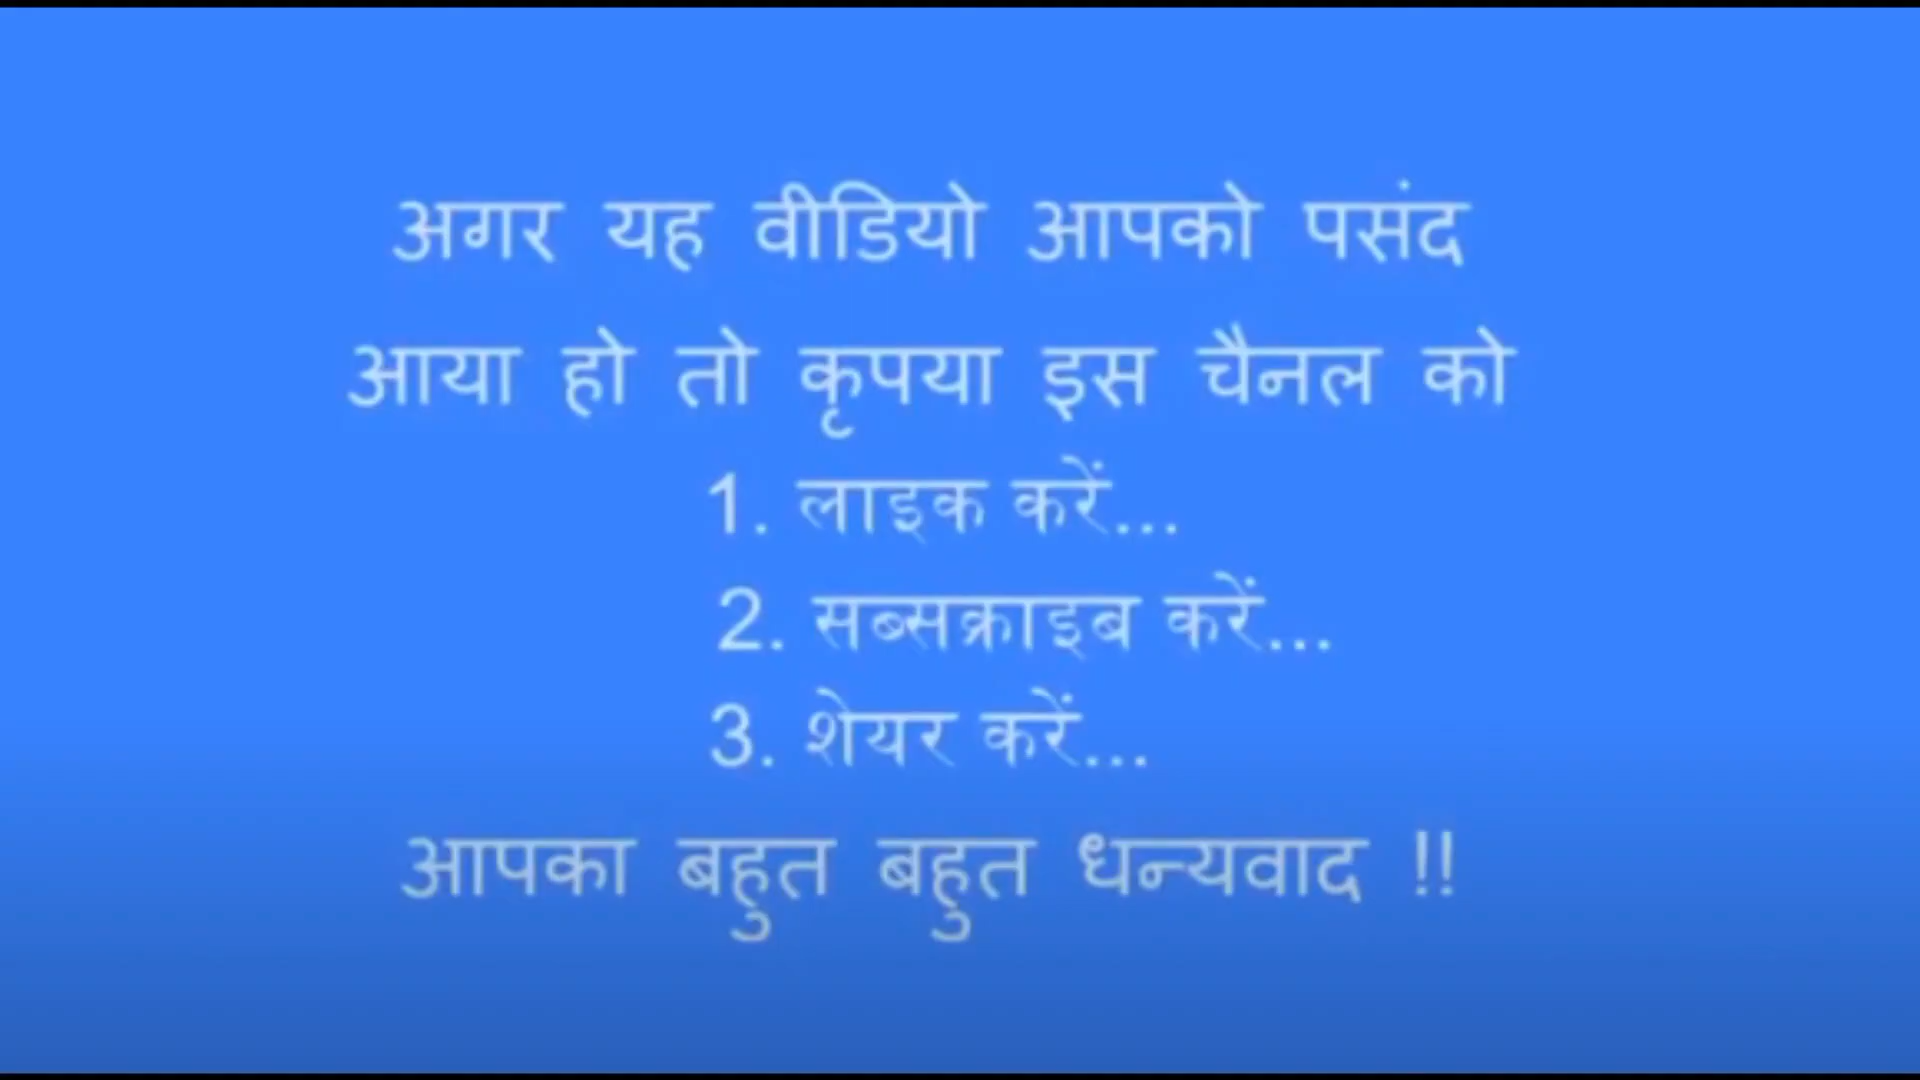 अगर यह वीडियो आपको पसंद
आया हो तो कृपया इस चैनल को
1. लाइक करें...
2. सब्सक्राइब करें...
3. शेयर करें...
आपका बहुत बहुत धन्यवाद !!